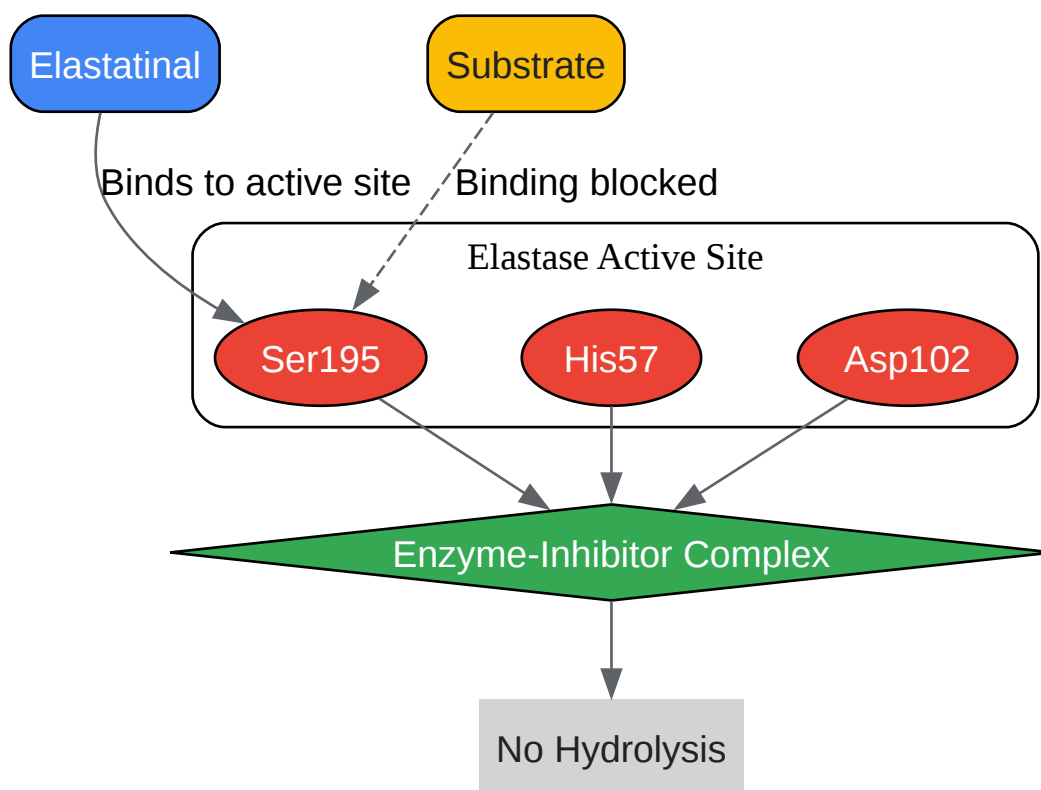 Elastatinal
Substrate
Binds to active site
Binding blocked
Elastase Active Site
Ser195
His57
Asp102
Enzyme-Inhibitor Complex
No Hydrolysis